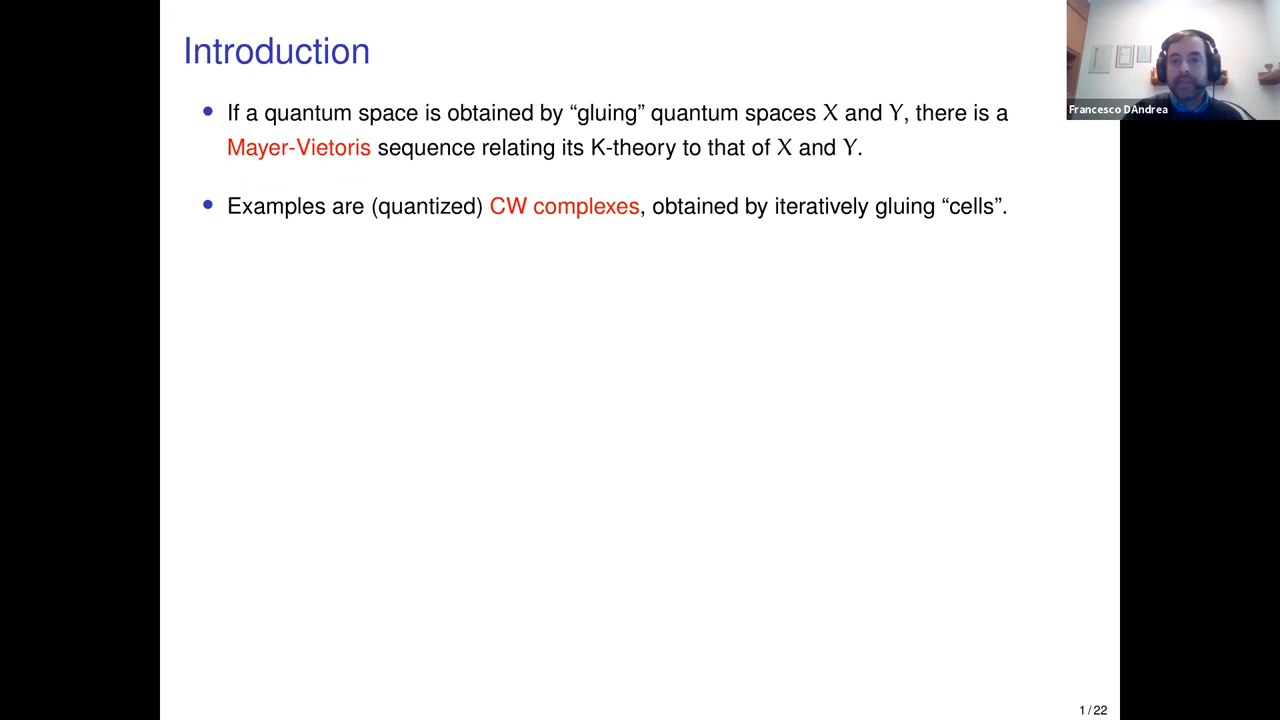 Introduction
• If a quantum space is obtained by “gluing” quantum spaces X and Y, there is a
Mayer-Vietoris sequence relating its K-theory to that of X and Y.
• Examples are (quantized) CW complexes, obtained by iteratively gluing “cells”.
Francesco DAndrea
1 / 22